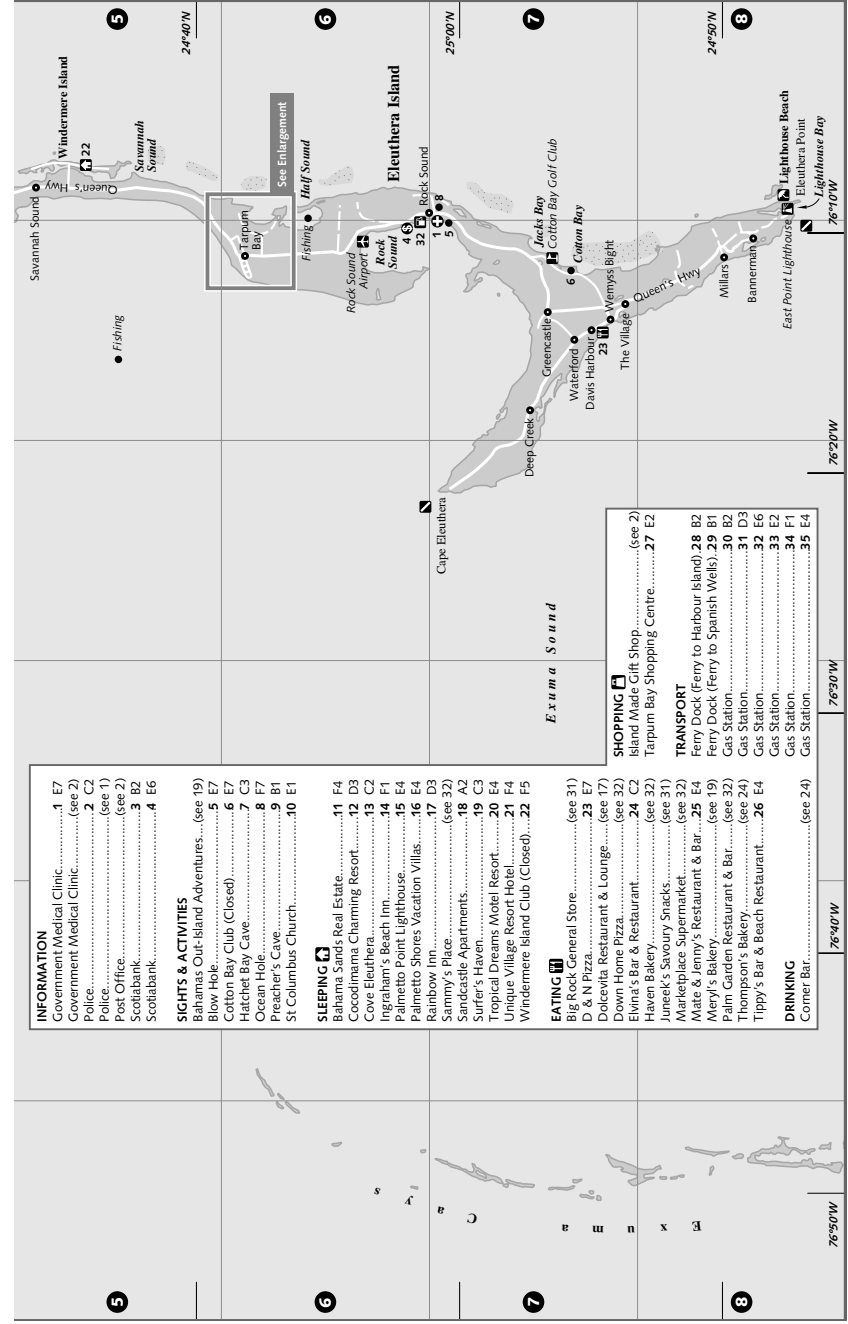 INFORMATION
Government Medical Clinic..............1 E7
Government Medical Clinic........(see 2)
Police.............................................2 C2
Police.........................................(see 1)
Post Office.................................(see 2)
Scotiabank......................................3 B2
Scotiabank......................................4 E6
SIGHTS & ACTIVITIES
Bahamas Out-Island Adventures....(see 19)
Blow Hole.......................................5 E7
Cotton Bay Club (Closed)................6 E7
Hatchet Bay Cave............................7 C3
Ocean Hole.....................................8 F7
Preacher's Cave..............................9 B1
St Columbus Church......................10 E1
SLEEPING
Bahama Sands Real Estate..............11 F4
Cocodimama Charming Resort.......12 D3
Cove Eleuthera..............................13 C2
Ingraham's Beach Inn....................14 F1
Palmetto Point Lighthouse.............15 E4
Palmetto Shores Vacation Villas.....16 E4
Rainbow Inn..................................17 D3
Sammy's Place..........................(see 32)
Sandcastle Apartments..................18 A2
Surfer's Haven...............................19 C3
Tropical Dreams Motel Resort.......20 E4
Unique Village Resort Hotel...........21 F4
Windermere Island Club (Closed)...22 F5
EATING
Big Rock General Store..............(see 31)
D & N Pizza..................................23 E7
Dolcevita Restaurant & Lounge...(see 17)
Down Home Pizza.....................(see 32)
Elvina's Bar & Restaurant..............24 C2
Haven Bakery............................(see 32)
Juneek's Savoury Snacks............(see 31)
Marketplace Supermarket..........(see 32)
Mate & Jenny's Restaurant & Bar...25 E4
Meryl's Bakery..........................(see 19)
Palm Garden Restaurant & Bar....(see 32)
Thompson's Bakery...................(see 24)
Tippy's Bar & Beach Restaurant.....26 E4
DRINKING
Corner Bar................................(see 24)
SHOPPING
Island Made Gift Shop..................(see 2)
Tarpum Bay Shopping Centre........27 E2
TRANSPORT
Ferry Dock (Ferry to Harbour Island).28 B2
Ferry Dock (Ferry to Spanish Wells)..29 B1
Gas Station...................................30 B2
Gas Station...................................31 D3
Gas Station...................................32 E6
Gas Station...................................33 E2
Gas Station...................................34 F1
Gas Station...................................35 E4
5
6
7
8
5
6
7
8
24°40'N
25°00'N
24°50'N
76°10'W
76°20'W
76°30'W
76°40'W
76°50'W
Savannah Sound
Windermere Island
22
Savannah
Sound
Queen's Hwy
Fishing
See Enlargement
Tarpum
Bay
Half Sound
Fishing
Rock Sound
Airport
Rock
Sound
Eleuthera Island
4
32
1
5
8
Rock Sound
Jacks Bay
Cotton Bay Golf Club
Cotton Bay
6
Greencastle
Wemyss Bight
Waterford
Davis Harbour
23
The Village
Queen's Hwy
Deep Creek
Cape Eleuthera
Millars
Bannerman
East Point Lighthouse
Lighthouse Beach
Eleuthera Point
Lighthouse Bay
Exuma Sound
Exuma Cays